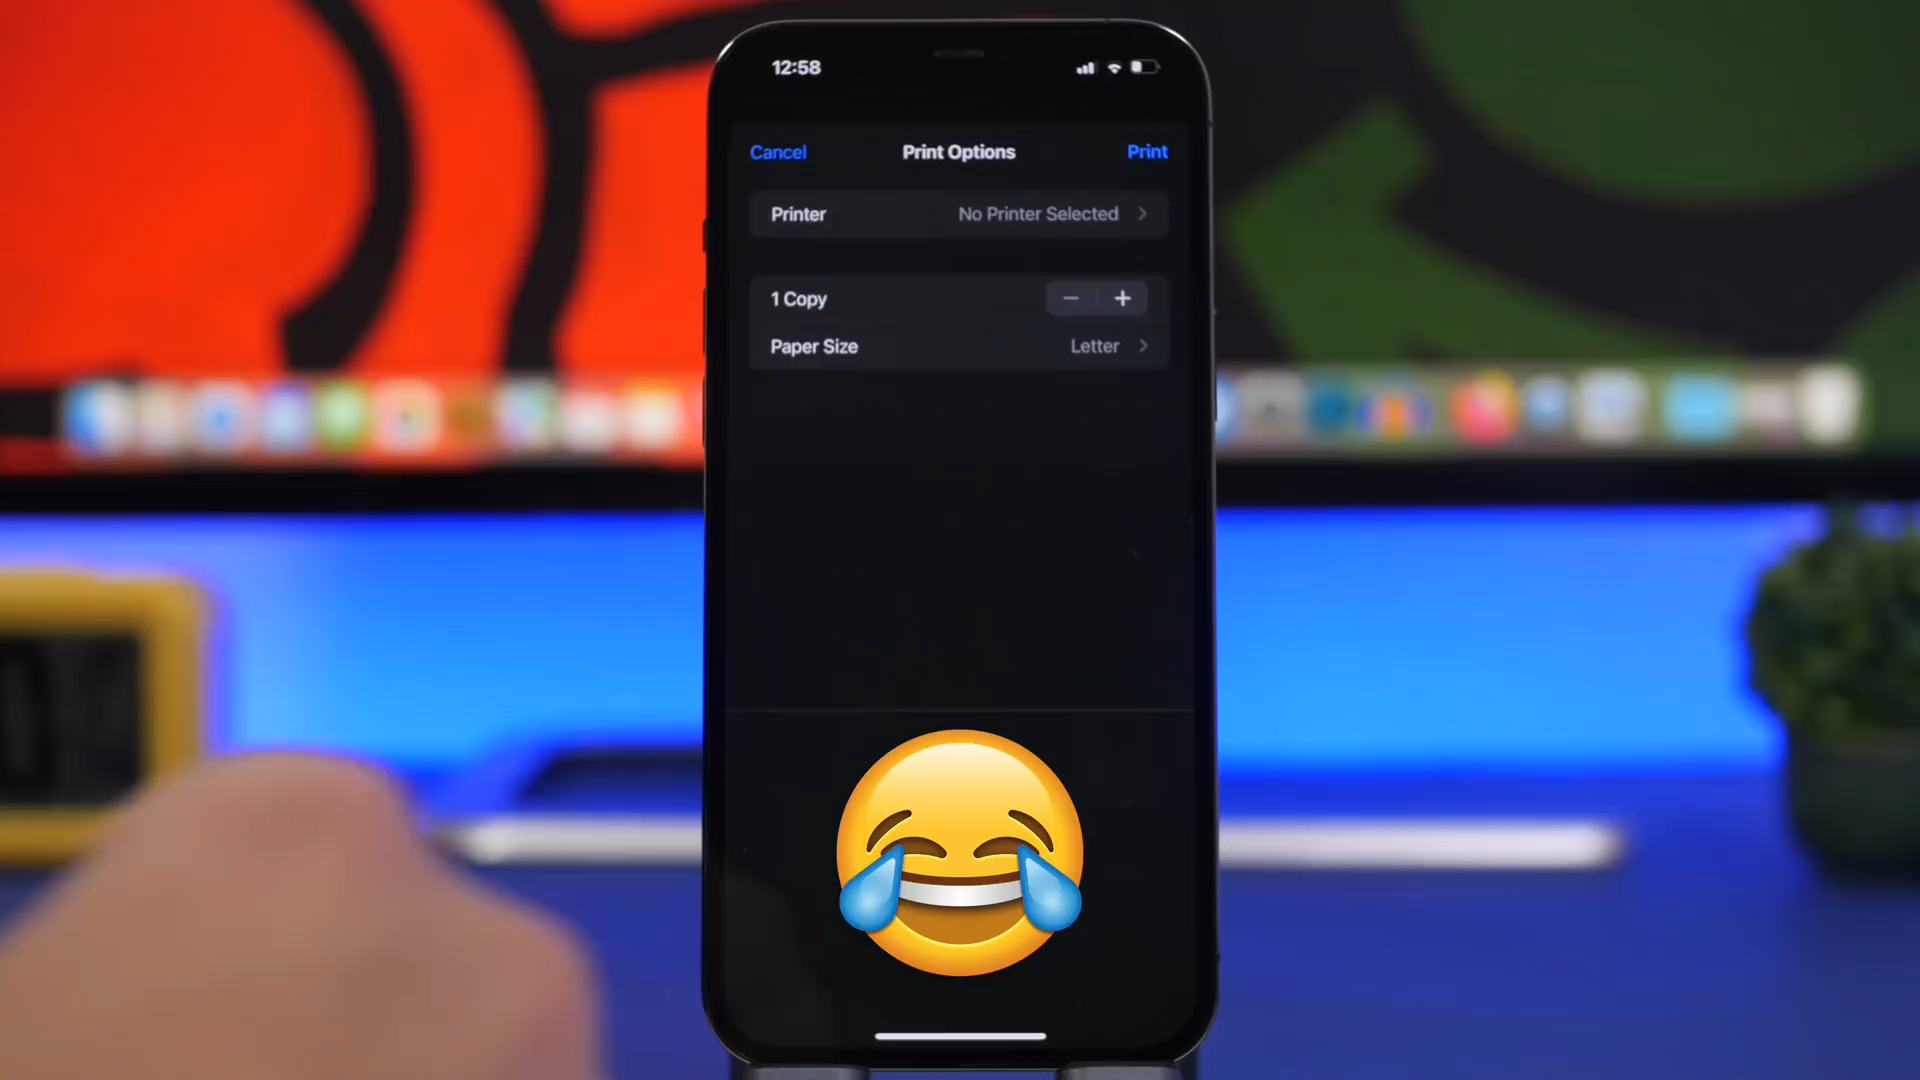 12:58
Cancel Print Options Print
Printer No Printer Selected
1 Copy
Paper Size Letter